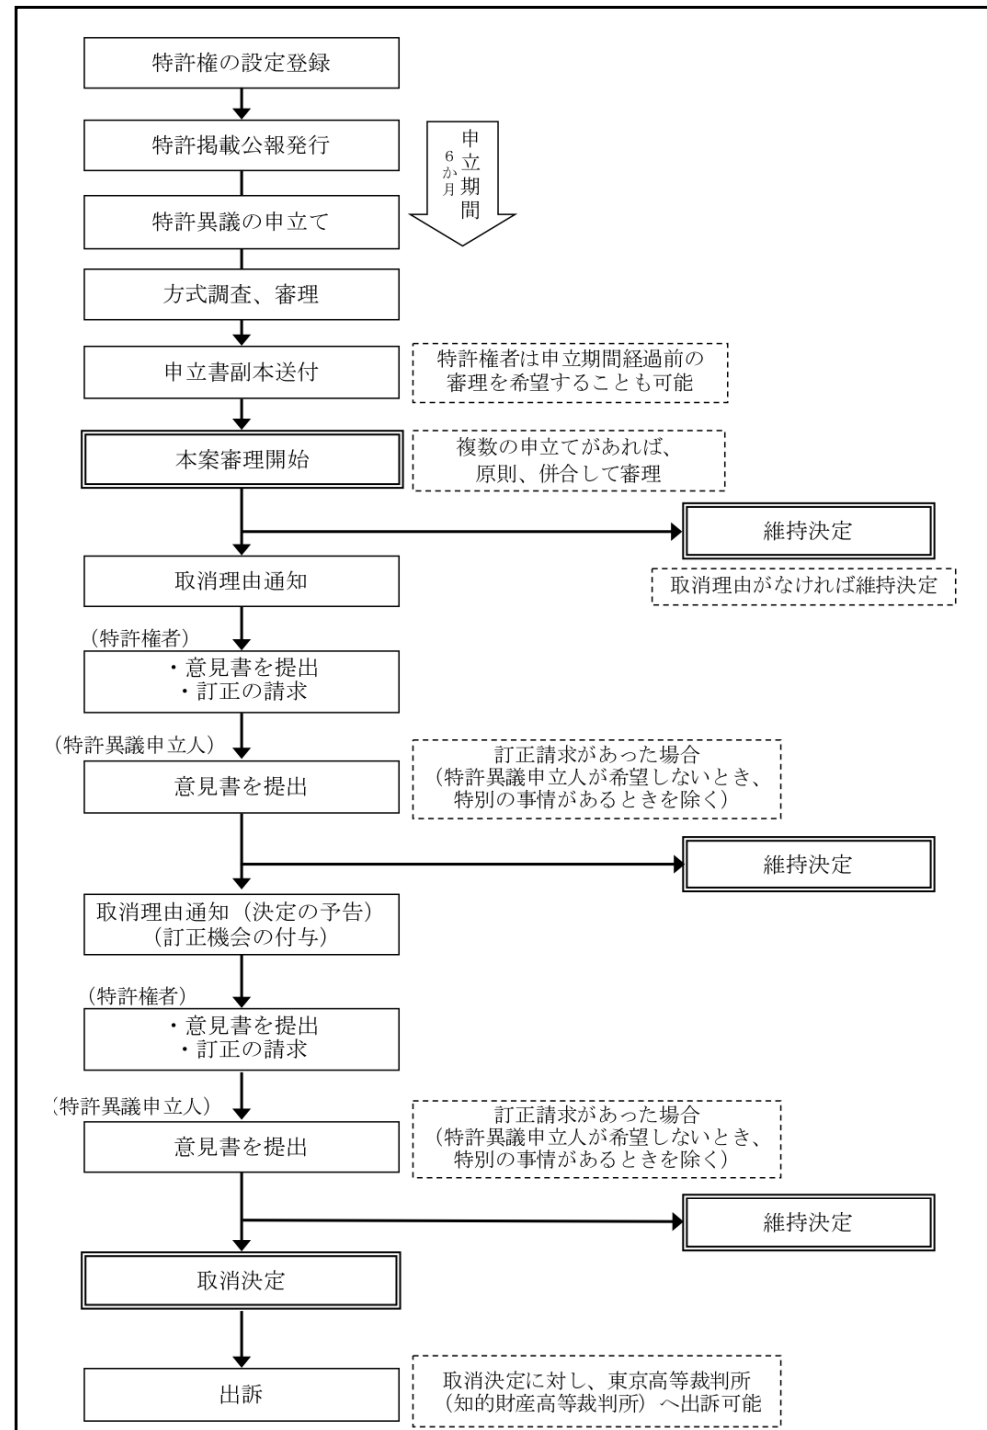 特許権の設定登録
特許掲載公報発行
申立期間
6か月
特許異議の申立て
方式調査、審理
申立書副本送付
特許権者は申立期間経過前の
審理を希望することも可能
本案審理開始
複数の申立てがあれば、
原則、併合して審理
維持決定
取消理由がなければ維持決定
取消理由通知
（特許権者）
・意見書を提出
・訂正の請求
（特許異議申立人）
意見書を提出
訂正請求があった場合
（特許異議申立人が希望しないとき、
特別の事情があるときを除く）
維持決定
取消理由通知（決定の予告）
（訂正機会の付与）
（特許権者）
・意見書を提出
・訂正の請求
（特許異議申立人）
意見書を提出
訂正請求があった場合
（特許異議申立人が希望しないとき、
特別の事情があるときを除く）
維持決定
取消決定
出訴
取消決定に対し、東京高等裁判所
（知的財産高等裁判所）へ出訴可能